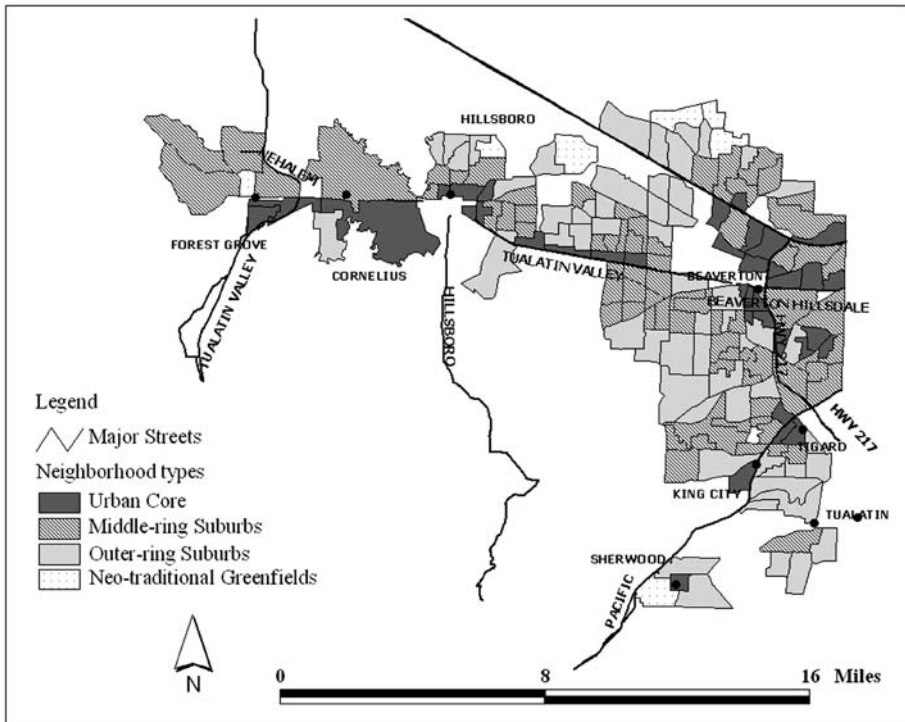 HILLSBORO
NEHALEM
FOREST GROVE
CORNELIUS
TUALATIN VALLEY
TUALATIN VALLEY
BEAVERTON
BEAVERTON HILLSDALE
HILLSBORO
HWY 217
HWY 217
TIGARD
KING CITY
TUALATIN
SHERWOOD
PACIFIC
Legend
Major Streets
Neighborhood types
Urban Core
Middle-ring Suburbs
Outer-ring Suburbs
Neo-traditional Greenfields
N
0 8 16 Miles